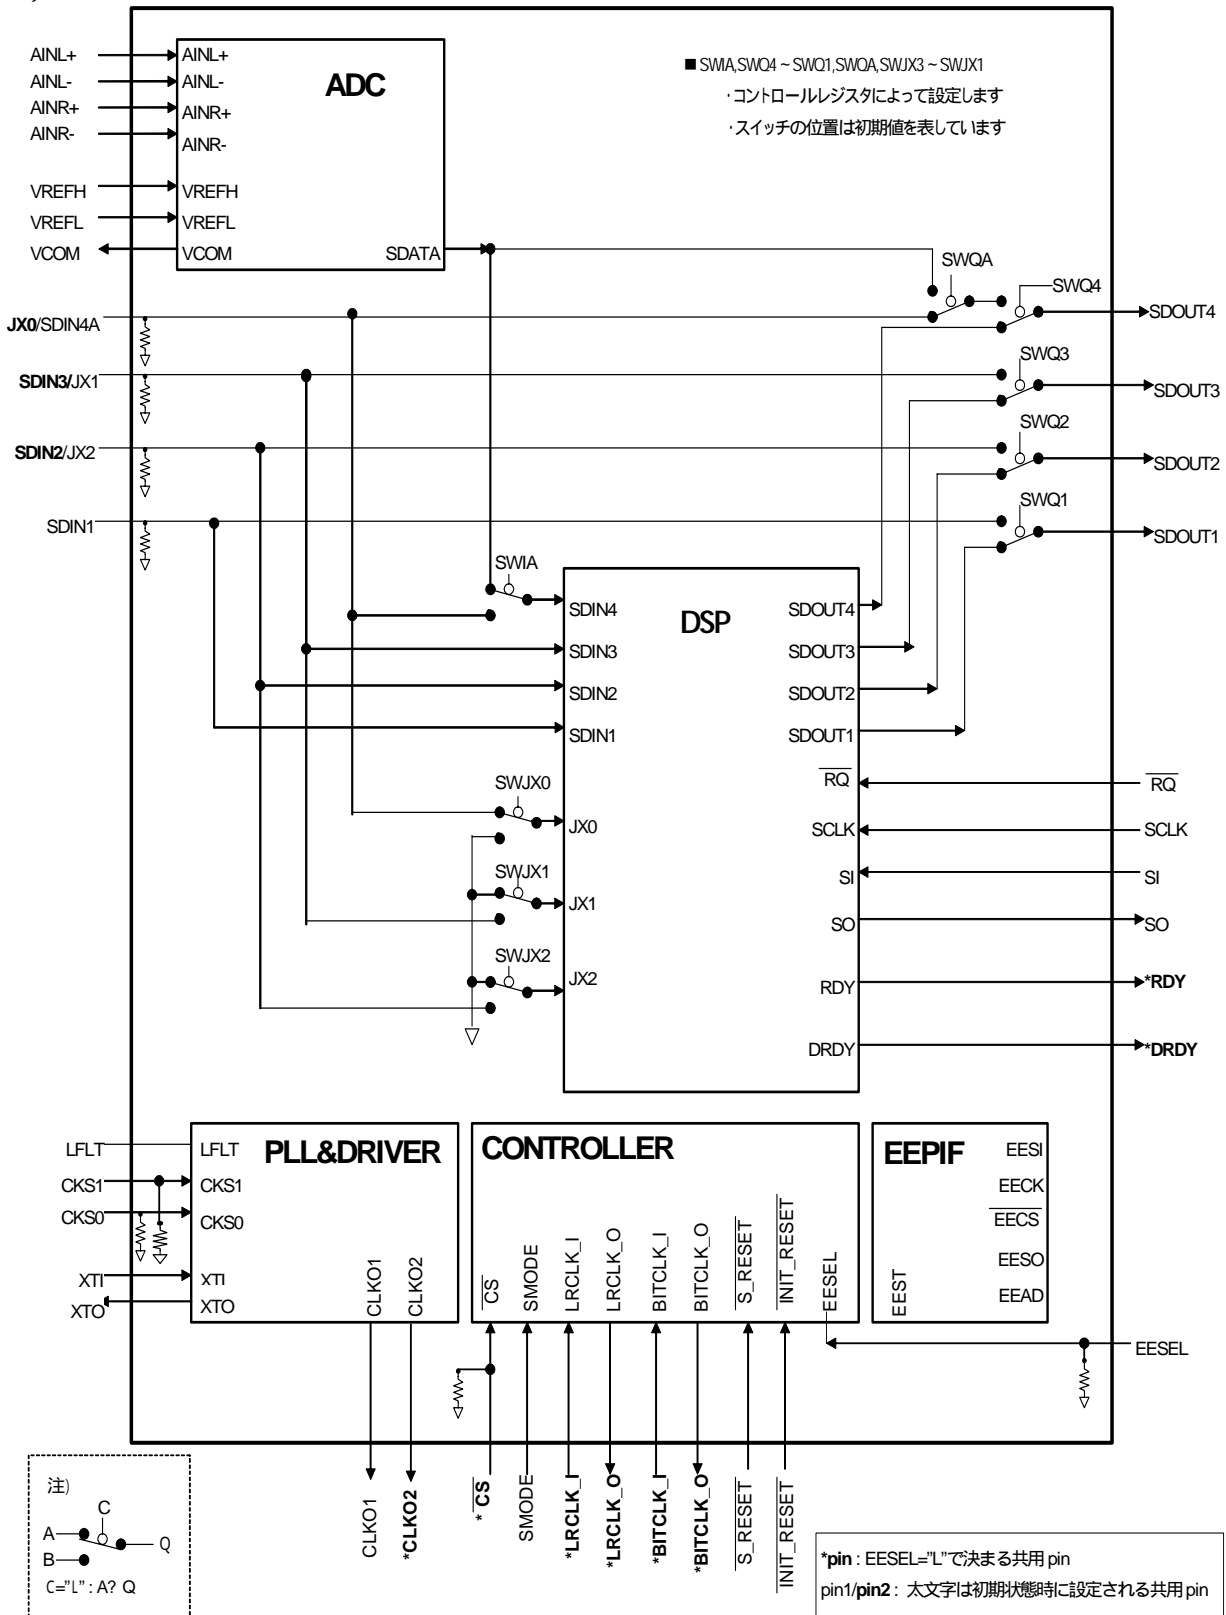 AINL+
AINL-
AINR+
AINR-
VREFH
VREFL
VCOM
AINL+
AINL-
AINR+
AINR-
VREFH
VREFL
VCOM
ADC
SDATA
■ SWIA,SWQ4 ~ SWQ1,SWQA,SWJX3 ~ SWJX1
・コントロールレジスタによって設定します
・スイッチの位置は初期値を表しています
JX0/SDIN4A
SDIN3/JX1
SDIN2/JX2
SDIN1
SWQA
SWQ4
SDOUT4
SWQ3
SDOUT3
SWQ2
SDOUT2
SWQ1
SDOUT1
SWIA
SWJX0
SWJX1
SWJX2
DSP
SDIN4
SDIN3
SDIN2
SDIN1
JX0
JX1
JX2
SDOUT4
SDOUT3
SDOUT2
SDOUT1
RQ
SCLK
SI
SO
RDY
DRDY
RQ
SCLK
SI
SO
*RDY
*DRDY
LFLT
CKS1
CKS0
XTI
XTO
LFLT
CKS1
CKS0
XTI
XTO
PLL&DRIVER
CLKO1
CLKO2
CONTROLLER
CS
SMODE
LRCLK_I
LRCLK_O
BITCLK_I
BITCLK_O
S_RESET
INIT_RESET
EESEL
EEPIF
EESI
EECK
EECS
EESO
EEAD
EEST
EESEL
CLKO1
*CLKO2
*CS
SMODE
*LRCLK_I
*LRCLK_O
*BITCLK_I
*BITCLK_O
S_RESET
INIT_RESET
注)
C
A
Q
B
C="L" : A? Q
*pin : EESEL="L"で決まる共用 pin
pin1/pin2 : 太文字は初期状態時に設定される共用 pin